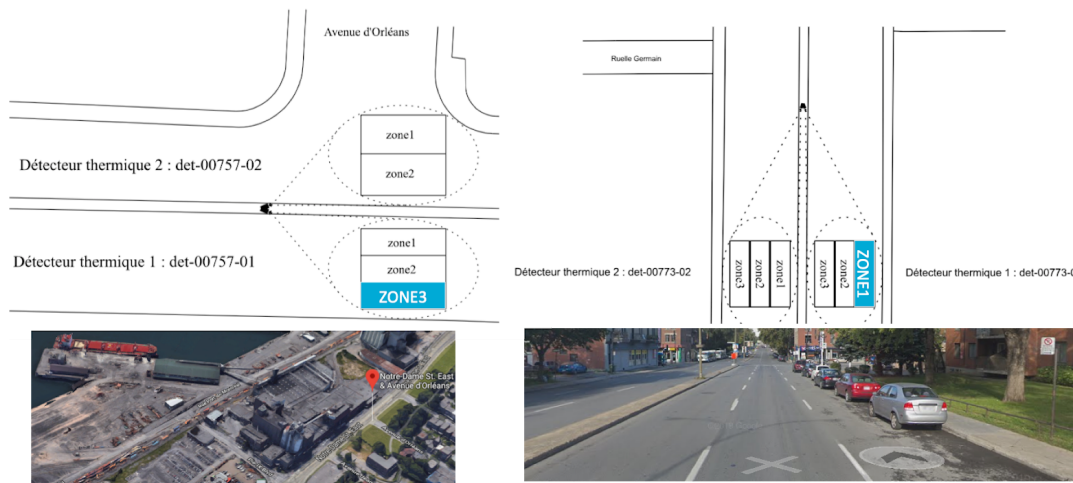 Avenue d'Orléans
zone1
Détecteur thermique 2 : det-00757-02
zone2
zone1
Détecteur thermique 1 : det-00757-01
zone2
ZONE3
Notre-Dame St. East
& Avenue d'Orléans
Ruelle Germain
Détecteur thermique 2 : det-00773-02
zone3
zone2
zone1
zone3
zone2
ZONE1
Détecteur thermique 1 : det-00773-0